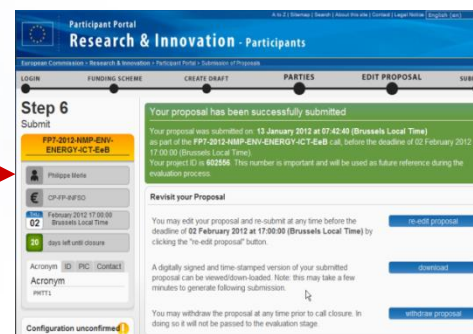 A to Z | Sitemap | Search | About this site | Contact | Legal Notice English (en)
Participant Portal
Research & Innovation - Participants
European Commission > Research & Innovation > Participant Portal > Submission of Proposals
LOGIN FUNDING SCHEME CREATE DRAFT PARTIES EDIT PROPOSAL SUB
Step 6
Submit
FP7-2012-NMP-ENV-
ENERGY-ICT-EeB
Philippe Merle
CP-FP-INFSO
THU 02 February 2012 17:00:00
Brussels Local Time
20 days left until closure
Acronym ID PIC Contact
Acronym
PMTT1
Configuration unconfirmed
Your proposal has been successfully submitted
Your proposal was submitted on 13 January 2012 at 07:42:40 (Brussels Local Time)
as part of the FP7-2012-NMP-ENV-ENERGY-ICT-EeB call, before the deadline of 02 February 2012
17:00:00 (Brussels Local Time).
Your project ID is 602556. This number is important and will be used as future reference during the
evaluation process.
Revisit your Proposal
You may edit your proposal and re-submit at any time before the
deadline of 02 February 2012 at 17:00:00 (Brussels Local Time) by
clicking the "re-edit proposal" button.
re-edit proposal
A digitally signed and time-stamped version of your submitted
proposal can be viewed/down-loaded. Note: this may take a few
minutes to generate following submission.
download
You may withdraw the proposal at any time prior to call closure. In
doing so it will not be passed to the evaluation stage.
withdraw proposal